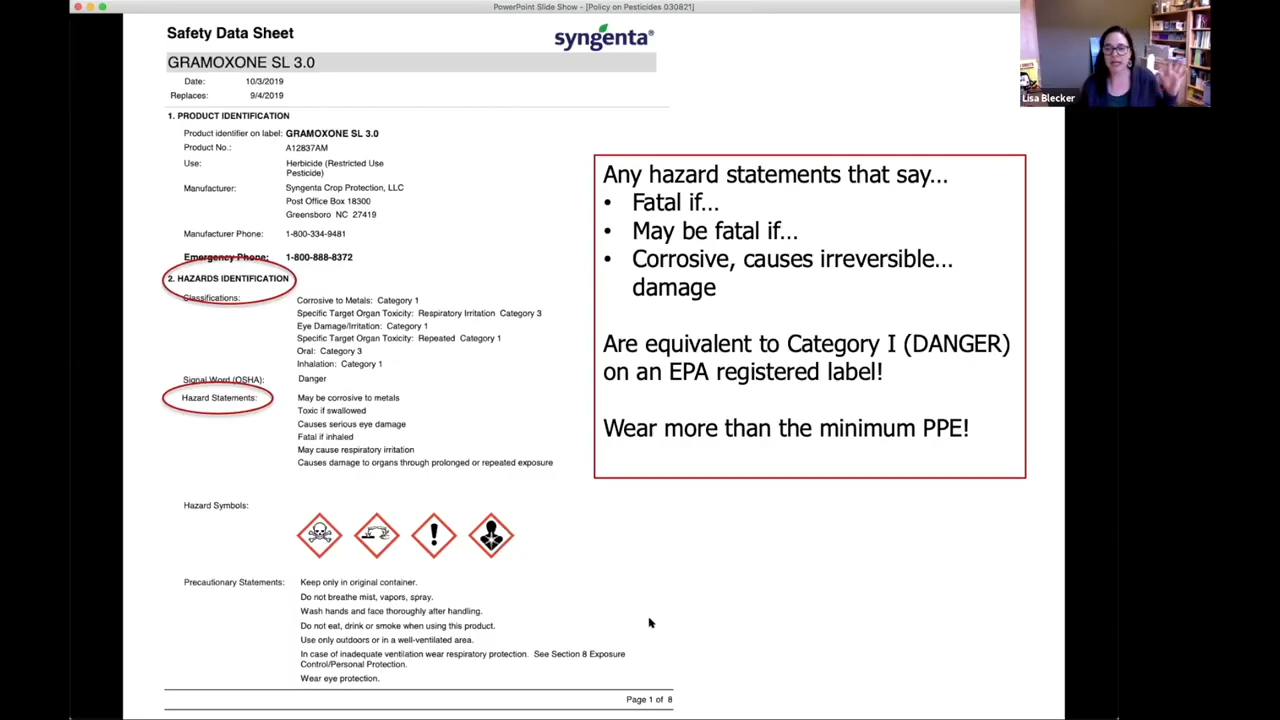 PowerPoint Slide Show - [Policy on Pesticides 030821]
Safety Data Sheet
syngenta®
GRAMOXONE SL 3.0
Date: 10/3/2019
Replaces: 9/4/2019
1. PRODUCT IDENTIFICATION
Product identifier on label: GRAMOXONE SL 3.0
Product No.: A12837AM
Use: Herbicide (Restricted Use
Pesticide)
Manufacturer: Syngenta Crop Protection, LLC
Post Office Box 18300
Greensboro NC 27419
Manufacturer Phone: 1-800-334-9481
Emergency Phone: 1-800-888-8372
2. HAZARDS IDENTIFICATION
Classifications: Corrosive to Metals: Category 1
Specific Target Organ Toxicity: Respiratory Irritation Category 3
Eye Damage/Irritation: Category 1
Specific Target Organ Toxicity: Repeated Category 1
Oral: Category 3
Inhalation: Category 1
Signal Word (OSHA): Danger
Hazard Statements: May be corrosive to metals
Toxic if swallowed
Causes serious eye damage
Fatal if inhaled
May cause respiratory irritation
Causes damage to organs through prolonged or repeated exposure
Hazard Symbols:
Precautionary Statements: Keep only in original container.
Do not breathe mist, vapors, spray.
Wash hands and face thoroughly after handling.
Do not eat, drink or smoke when using this product.
Use only outdoors or in a well-ventilated area.
In case of inadequate ventilation wear respiratory protection. See Section 8 Exposure
Control/Personal Protection.
Wear eye protection.
Page 1 of 8
Any hazard statements that say...
• Fatal if...
• May be fatal if...
• Corrosive, causes irreversible...
damage
Are equivalent to Category I (DANGER)
on an EPA registered label!
Wear more than the minimum PPE!
Lisa Blecker